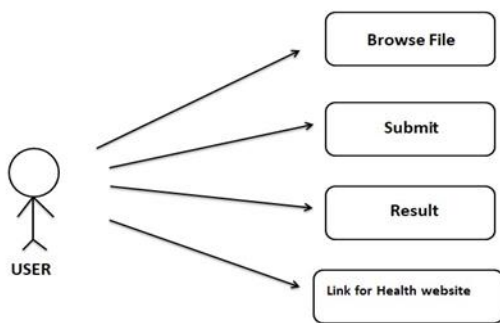 Browse File
Submit
Result
USER
Link for Health website